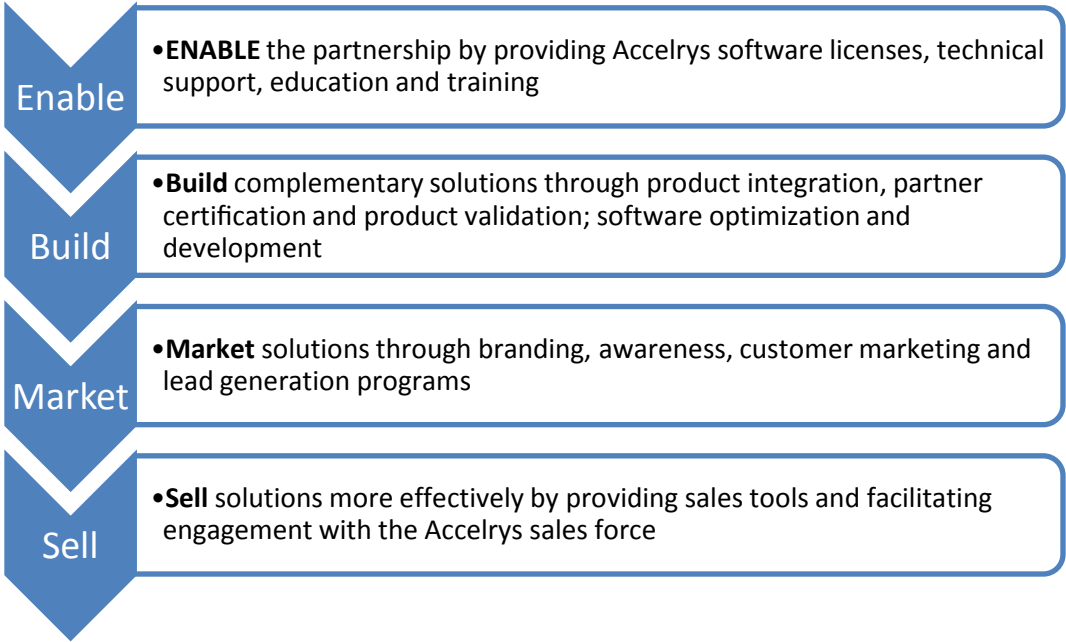 Enable
•ENABLE the partnership by providing Accelrys software licenses, technical
support, education and training
Build
•Build complementary solutions through product integration, partner
certification and product validation; software optimization and
development
Market
•Market solutions through branding, awareness, customer marketing and
lead generation programs
Sell
•Sell solutions more effectively by providing sales tools and facilitating
engagement with the Accelrys sales force